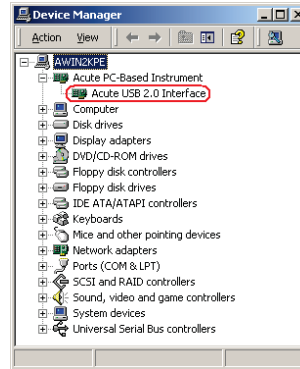 Device Manager
Action View
AWIN2KPE
Acute PC-Based Instrument
Acute USB 2.0 Interface
Computer
Disk drives
Display adapters
DVD/CD-ROM drives
Floppy disk controllers
Floppy disk drives
IDE ATA/ATAPI controllers
Keyboards
Mice and other pointing devices
Network adapters
Ports (COM & LPT)
SCSI and RAID controllers
Sound, video and game controllers
System devices
Universal Serial Bus controllers